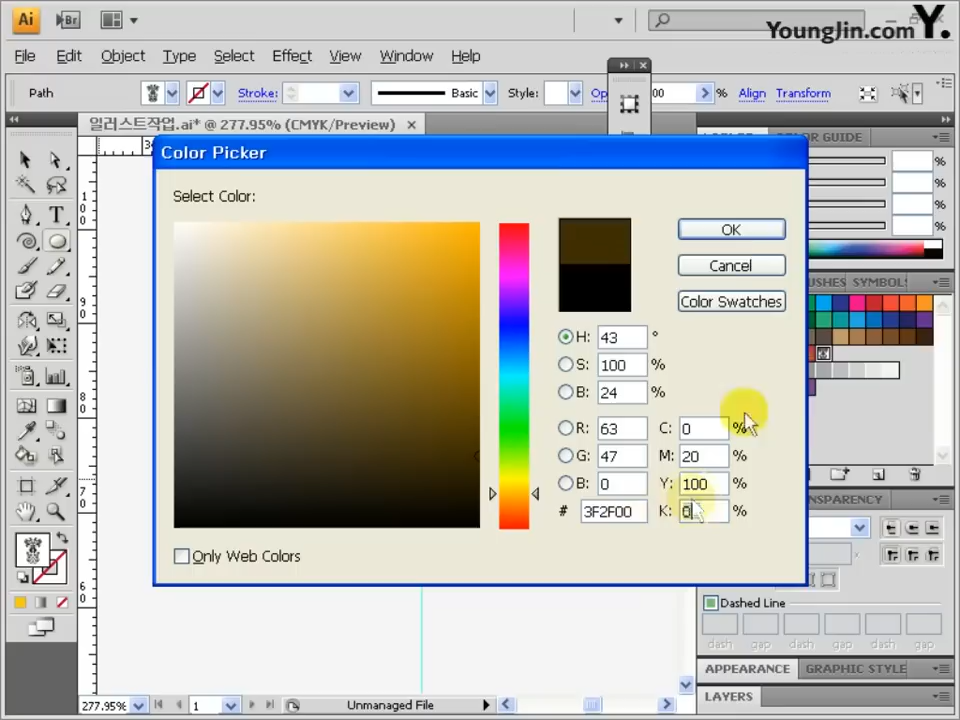 Ai Br
Younglin.com Y.
File Edit Object Type Select Effect View Window Help
Path Stroke: Basic Style: 00 % Align Transform
일러스트작업.ai* @ 277.95% (CMYK/Preview)
COLOR GUIDE
Color Picker
Select Color:
OK
Cancel
Color Swatches
H: 43 °
S: 100 %
B: 24 %
R: 63 C: 0 %
G: 47 M: 20 %
B: 0 Y: 100 %
# 3F2F00 K: 0 %
Only Web Colors
%
%
%
%
Dashed Line
dash gap dash gap dash gap
APPEARANCE GRAPHIC STYLE
LAYERS
277.95% 1 Unmanaged File